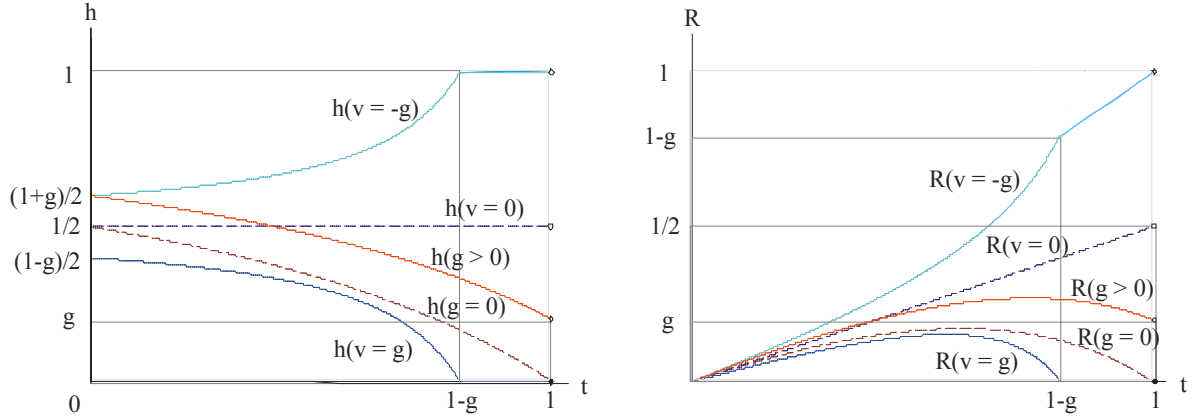 h
1
h(v = -g)
(1+g)/2
h(v = 0)
1/2
(1-g)/2
h(g > 0)
h(g = 0)
g
h(v = g)
0
1-g
1
t
R
1
1-g
R(v = -g)
1/2
R(v = 0)
R(g > 0)
g
R(g = 0)
R(v = g)
1-g
1
t